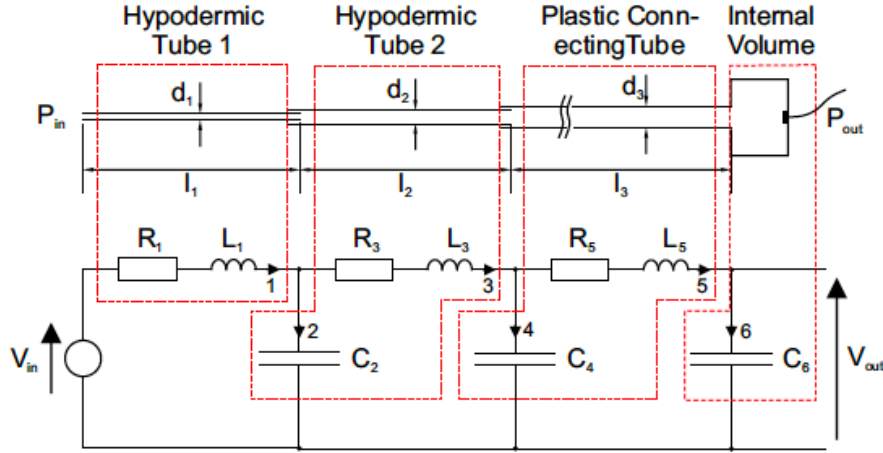 Hypodermic
Tube 1
Hypodermic
Tube 2
Plastic Conn-
ectingTube
Internal
Volume
d1
d2
d3
Pin
Pout
l1
l2
l3
R1
L1
R3
L3
R5
L5
1
3
5
2
4
6
Vin
C2
C4
C6
Vout